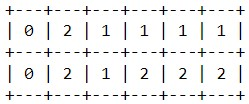 +---+---+---+---+---+---+
| 0 | 2 | 1 | 1 | 1 | 1 |
+---+---+---+---+---+---+
| 0 | 2 | 1 | 2 | 2 | 2 |
+---+---+---+---+---+---+